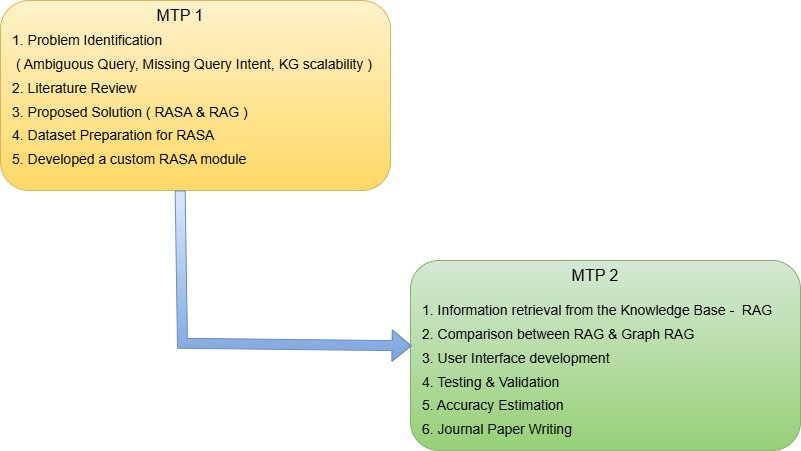 MTP 1
1. Problem Identification
( Ambiguous Query, Missing Query Intent, KG scalability )
2. Literature Review
3. Proposed Solution ( RASA & RAG )
4. Dataset Preparation for RASA
5. Developed a custom RASA module
MTP 2
1. Information retrieval from the Knowledge Base - RAG
2. Comparison between RAG & Graph RAG
3. User Interface development
4. Testing & Validation
5. Accuracy Estimation
6. Journal Paper Writing